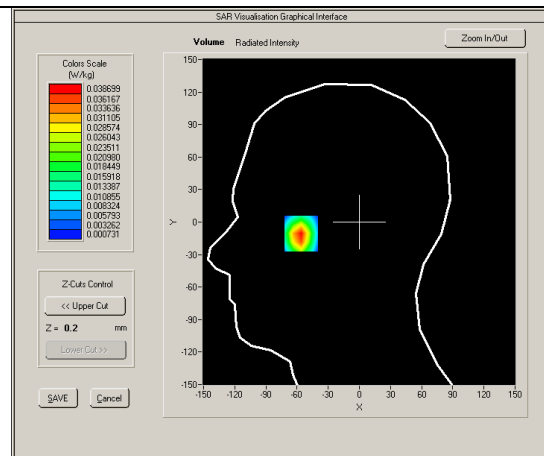 SAR Visualisation Graphical Interface
Volume Radiated Intensity
Zoom In/Out
Colors Scale
(W/kg)
0.038699
0.036167
0.033636
0.031105
0.028574
0.026043
0.023511
0.020980
0.018449
0.015918
0.013387
0.010855
0.008324
0.005793
0.003262
0.000731
Z-Cuts Control
<< Upper Cut
Z = 0.2 mm
Lower Cut >>
SAVE Cancel
150
120
90
60
30
0
-30
-60
-90
-120
-150
Y
-150 -120 -90 -60 -30 0 30 60 90 120 150
X